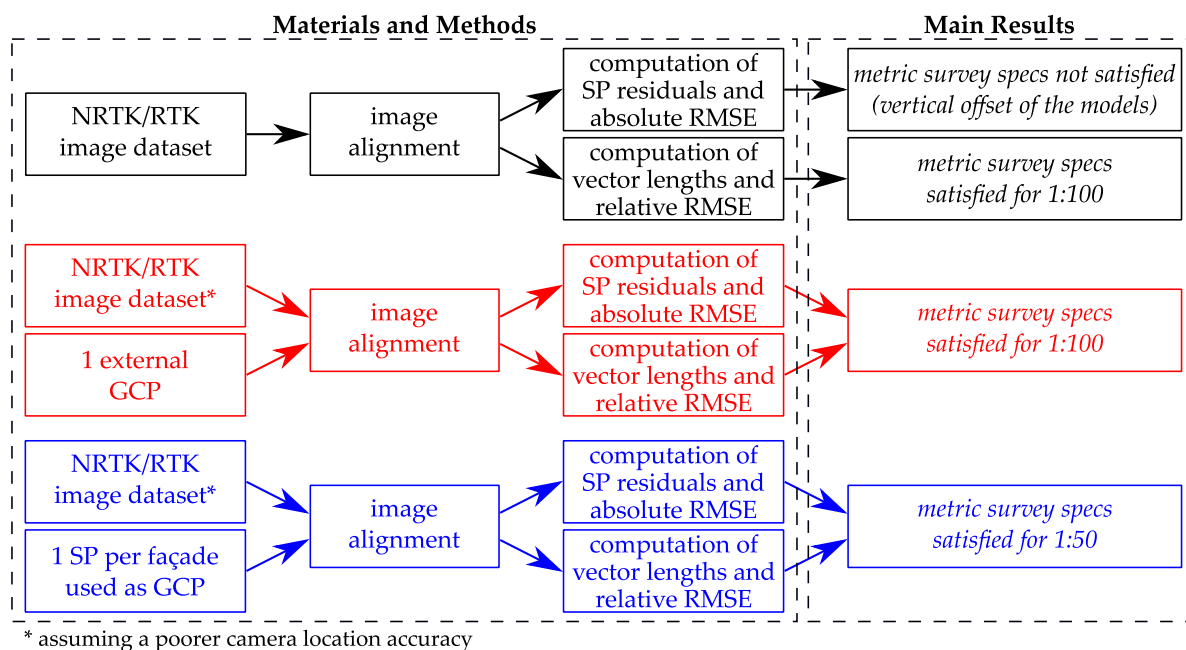 Materials and Methods
Main Results
NRTK/RTK
image dataset
image
alignment
computation of
SP residuals and
absolute RMSE
computation of
vector lengths and
relative RMSE
metric survey specs not satisfied
(vertical offset of the models)
metric survey specs
satisfied for 1:100
NRTK/RTK
image dataset*
1 external
GCP
image
alignment
computation of
SP residuals and
absolute RMSE
computation of
vector lengths and
relative RMSE
metric survey specs
satisfied for 1:100
NRTK/RTK
image dataset*
1 SP per façade
used as GCP
image
alignment
computation of
SP residuals and
absolute RMSE
computation of
vector lengths and
relative RMSE
metric survey specs
satisfied for 1:50
* assuming a poorer camera location accuracy